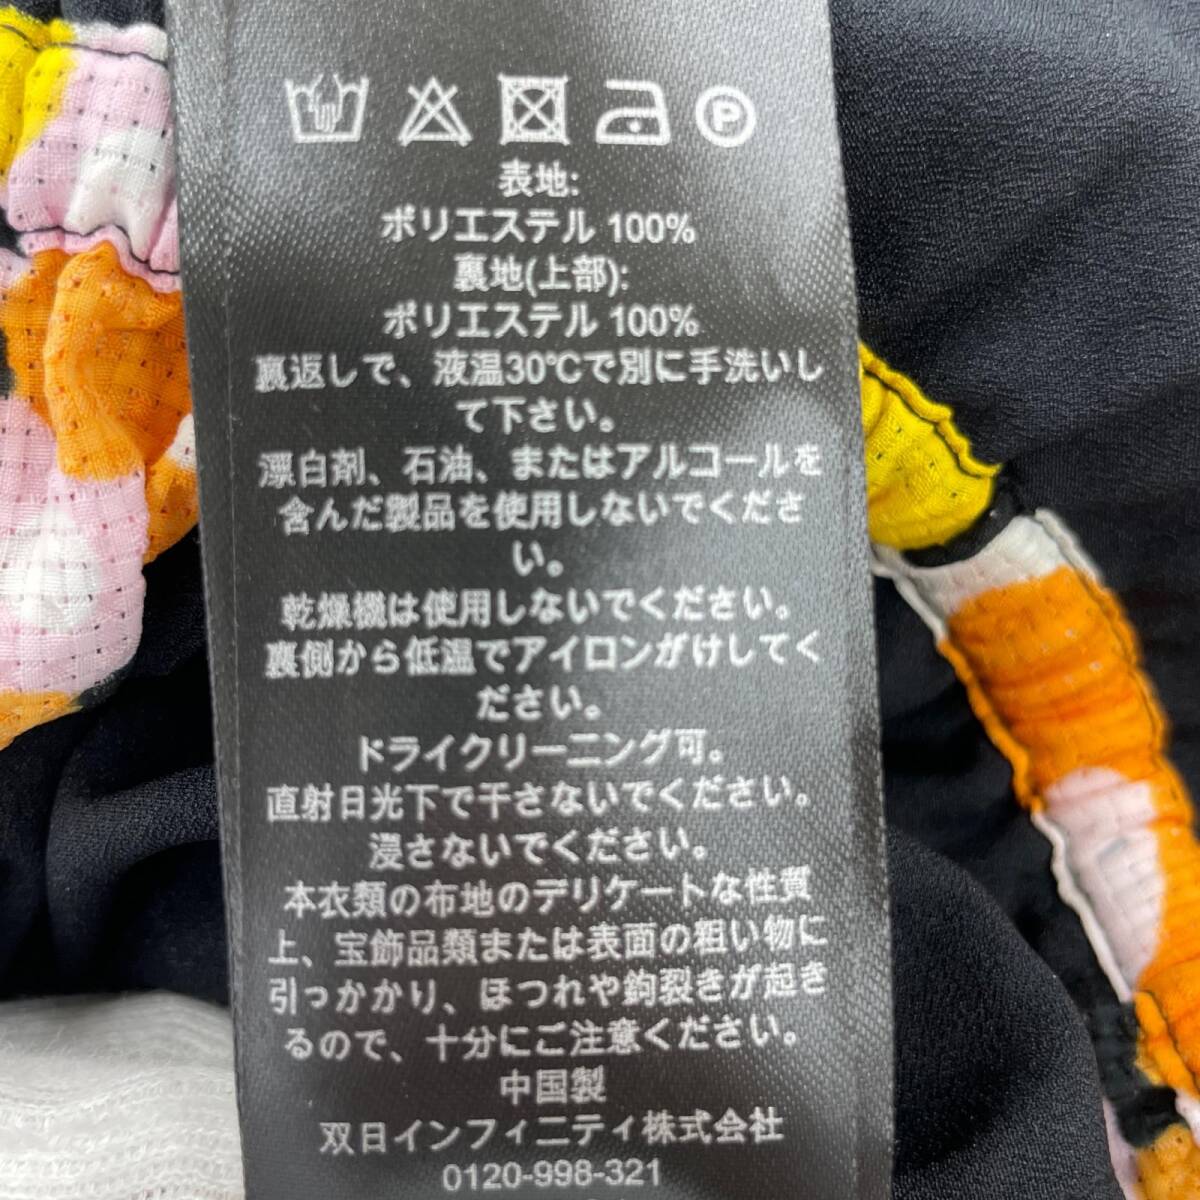 P
表地:
ポリエステル 100%
裏地(上部):
ポリエステル 100%
裏返しで、液温30℃で別に手洗いし
て下さい。
漂白剤、石油、またはアルコールを
含んだ製品を使用しないでくださ
い。
乾燥機は使用しないでください。
裏側から低温でアイロンがけしてく
ださい。
ドライクリーニング可。
直射日光下で干さないでください。
浸さないでください。
本衣類の布地のデリケートな性質
上、宝飾品類または表面の粗い物に
引っかかり、ほつれや鉤裂きが起き
るので、十分にご注意ください。
中国製
双日インフィニティ株式会社
0120-998-321